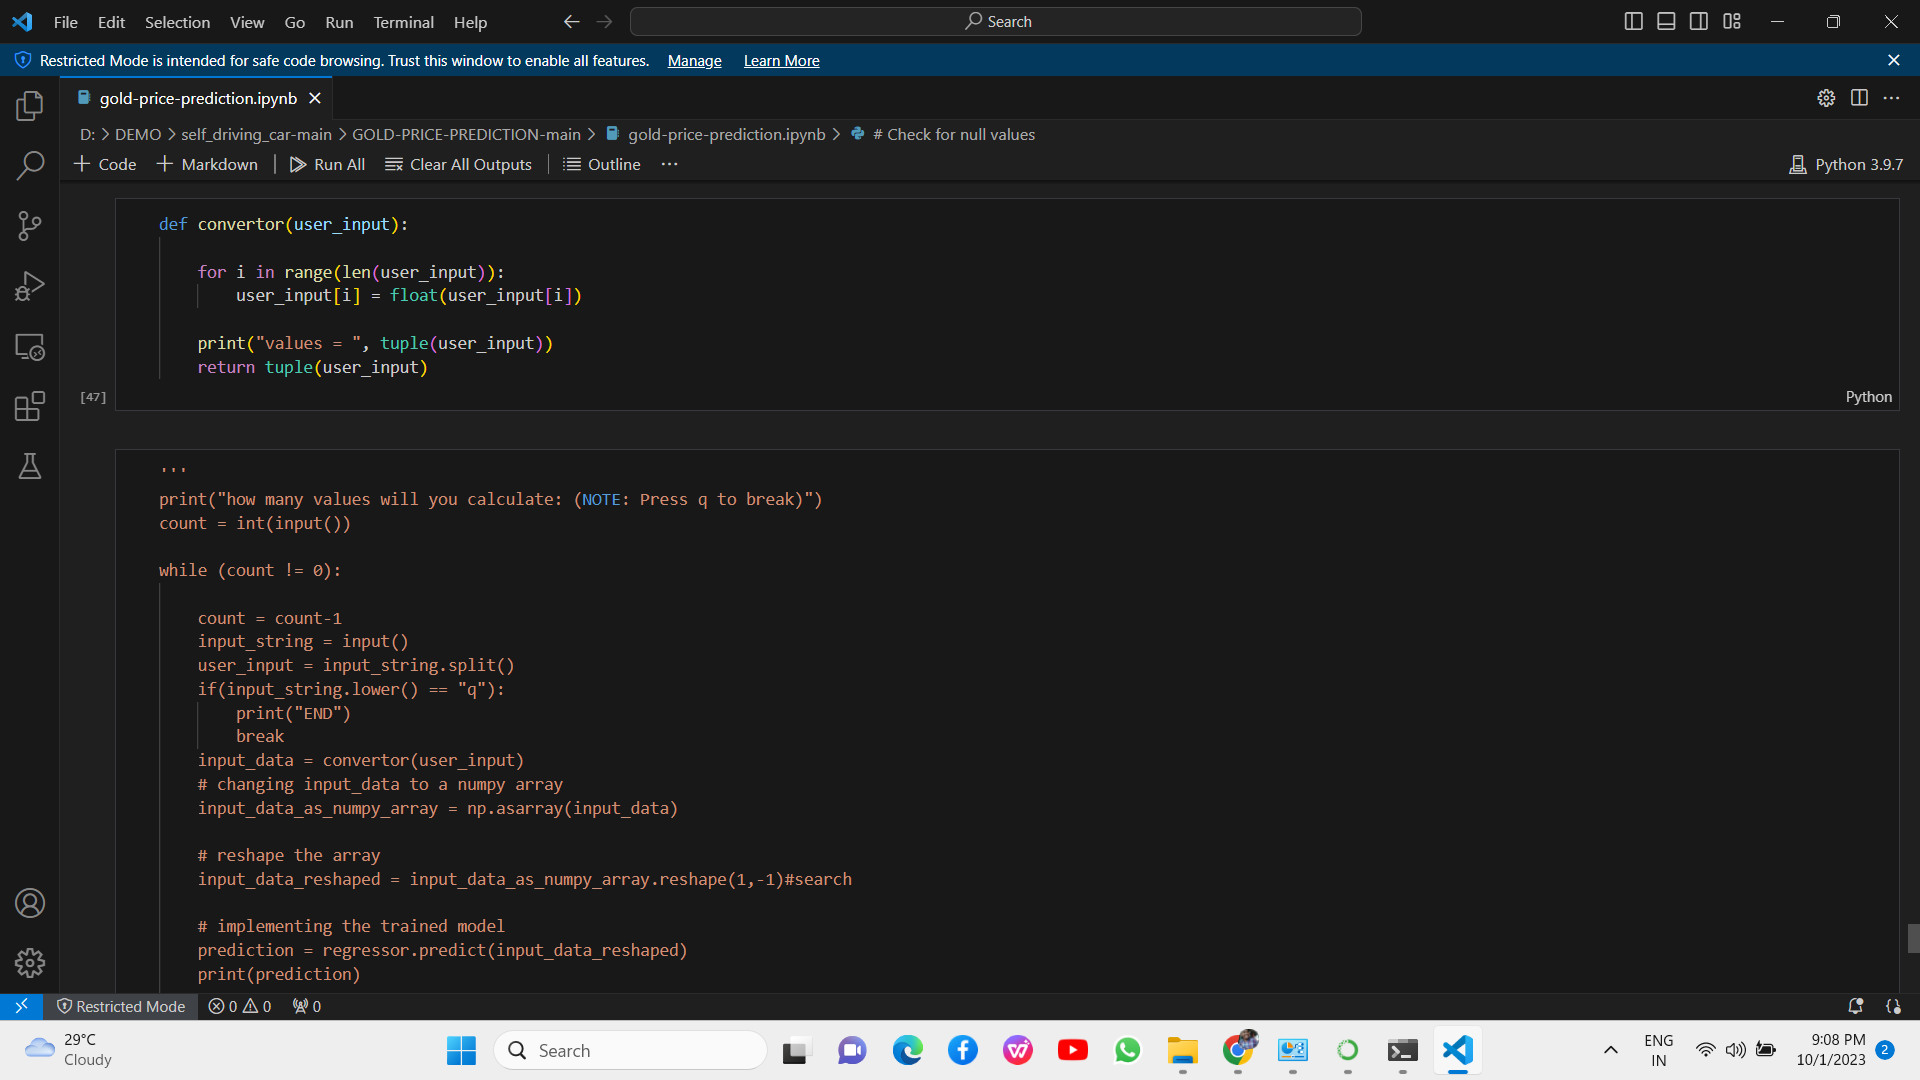 File Edit Selection View Go Run Terminal Help Search
Restricted Mode is intended for safe code browsing. Trust this window to enable all features. Manage Learn More
gold-price-prediction.ipynb
D: > DEMO > self_driving_car-main > GOLD-PRICE-PREDICTION-main > gold-price-prediction.ipynb > # Check for null values
+ Code + Markdown Run All Clear All Outputs Outline ... Python 3.9.7
def convertor(user_input):
for i in range(len(user_input)):
user_input[i] = float(user_input[i])
print("values = ", tuple(user_input))
return tuple(user_input)
[47] Python
'''
print("how many values will you calculate: (NOTE: Press q to break)")
count = int(input())
while (count != 0):
count = count-1
input_string = input()
user_input = input_string.split()
if(input_string.lower() == "q"):
print("END")
break
input_data = convertor(user_input)
# changing input_data to a numpy array
input_data_as_numpy_array = np.asarray(input_data)
# reshape the array
input_data_reshaped = input_data_as_numpy_array.reshape(1,-1)#search
# implementing the trained model
prediction = regressor.predict(input_data_reshaped)
print(prediction)
Restricted Mode 0 0 0
29°C
Cloudy
Search
ENG
IN
9:08 PM
10/1/2023
2